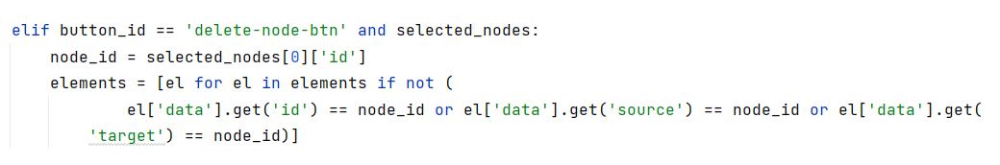 elif button_id == 'delete-node-btn' and selected_nodes:
node_id = selected_nodes[0]['id']
elements = [el for el in elements if not (
el['data'].get('id') == node_id or el['data'].get('source') == node_id or el['data'].get(
'target') == node_id)]